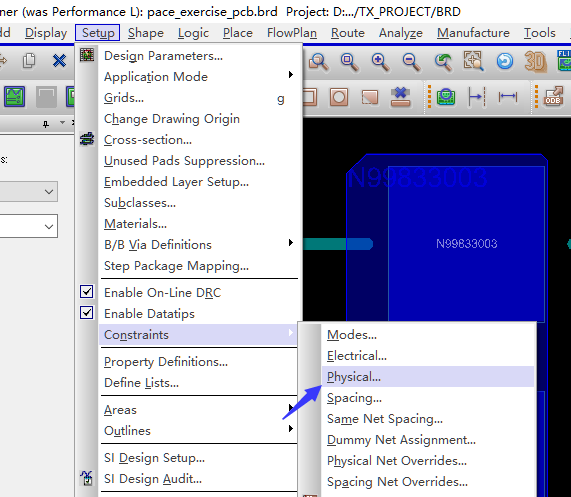 ner (was Performance L): pace_exercise_pcb.brd Project: D:.../TX_PROJECT/BRD
dd Display Setup Shape Logic Place FlowPlan Route Analyze Manufacture Tools
Design Parameters...
Application Mode
Grids... g
Change Drawing Origin
Cross-section...
s:
Unused Pads Suppression...
Embedded Layer Setup...
Subclasses...
Materials...
B/B Via Definitions
Step Package Mapping...
Enable On-Line DRC
Enable Datatips
Constraints
Property Definitions...
Define Lists...
Areas
Outlines
SI Design Setup...
SI Design Audit...
Modes...
Electrical...
Physical...
Spacing...
Same Net Spacing...
Dummy Net Assignment...
Physical Net Overrides...
Spacing Net Overrides...
3D
FLI
ODB
N99833003
N99833003